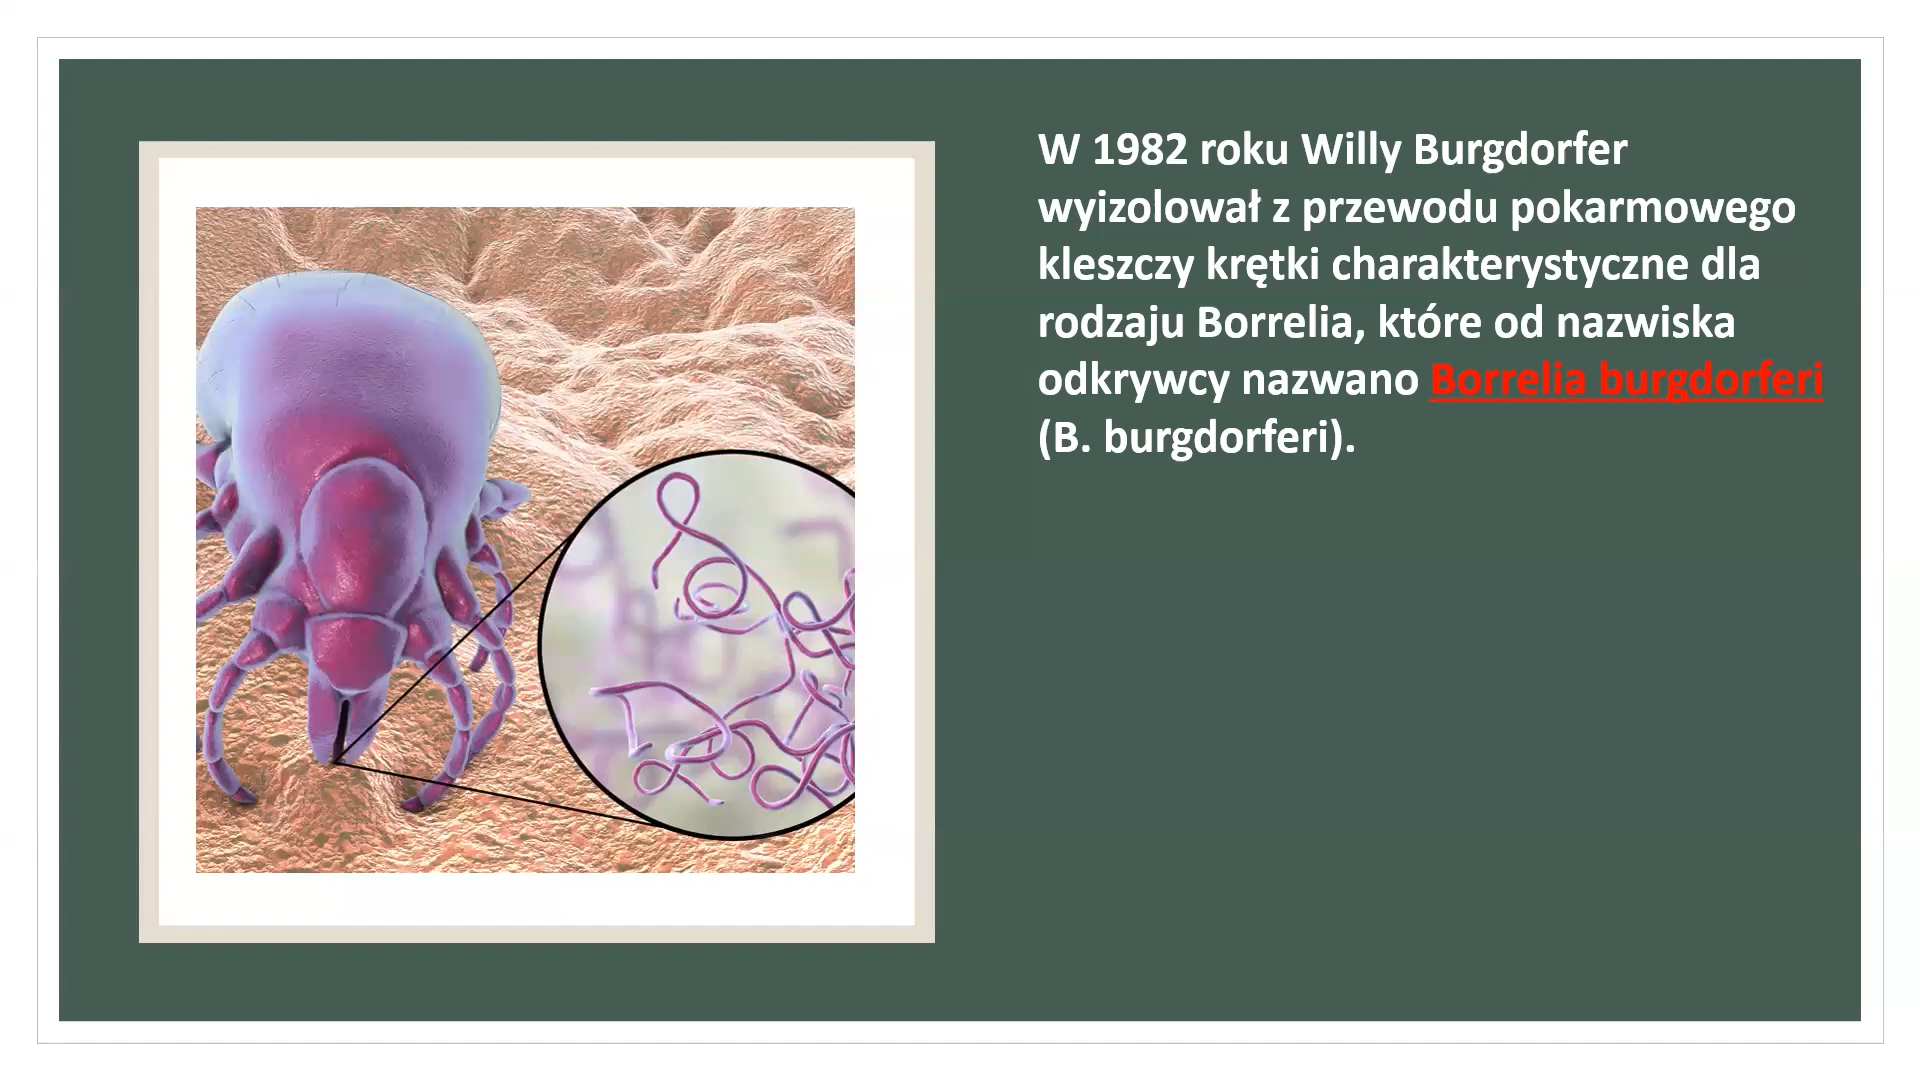 W 1982 roku Willy Burgdorfer
wyizolował z przewodu pokarmowego
kleszczy krętki charakterystyczne dla
rodzaju Borrelia, które od nazwiska
odkrywcy nazwano Borrelia burgdorferi
(B. burgdorferi).